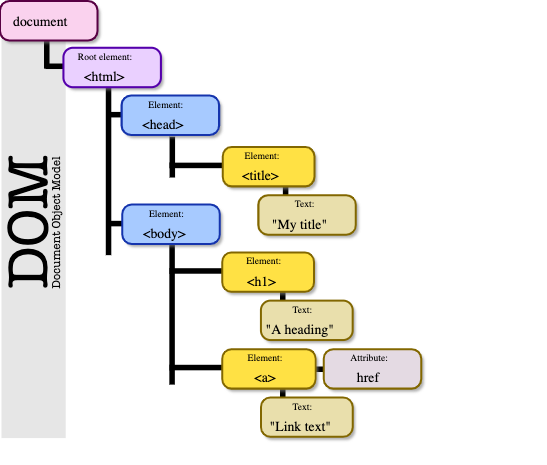 document
Root element:
<html>
Element:
<head>
Element:
<title>
Text:
"My title"
Element:
<body>
Element:
<h1>
Text:
"A heading"
Element:
<a>
Attribute:
href
Text:
"Link text"
DOM
Document Object Model